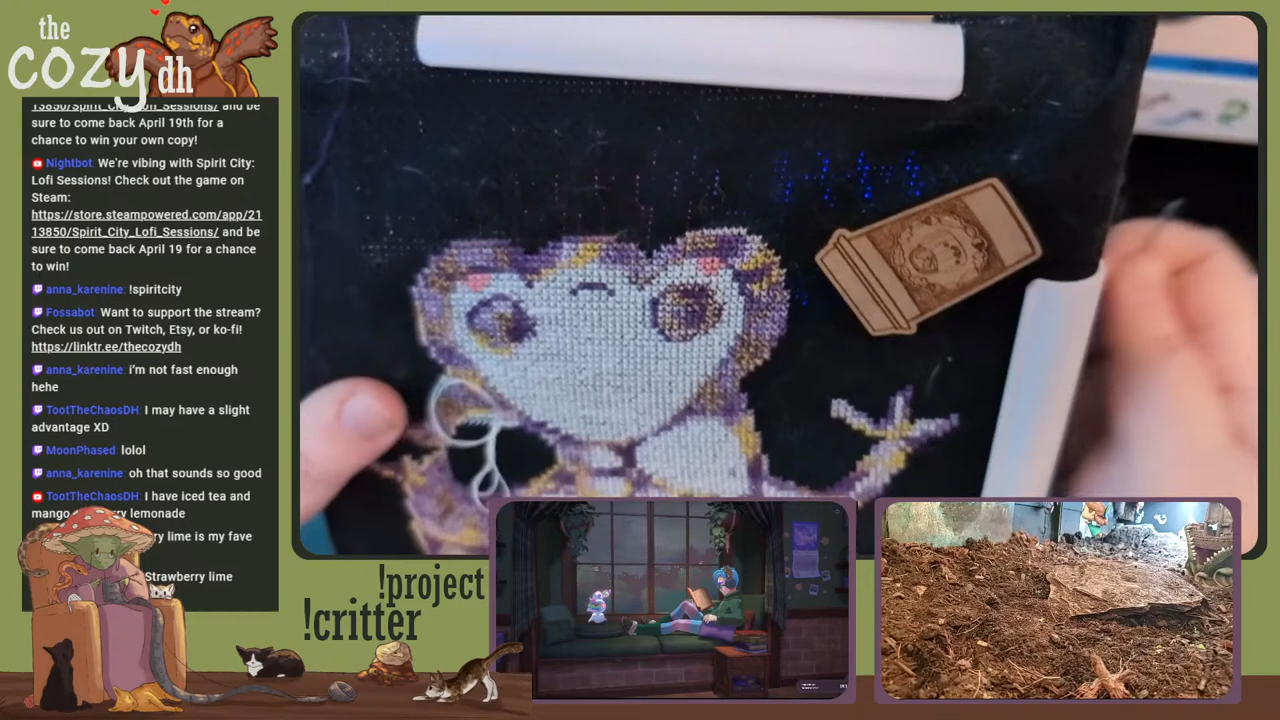 the
cozy dh
13850/Spirit_City_Lofi_Sessions/ and be
sure to come back April 19th for a
chance to win your own copy!
Nightbot: We're vibing with Spirit City:
Lofi Sessions! Check out the game on
Steam:
https://store.steampowered.com/app/21
13850/Spirit_City_Lofi_Sessions/ and be
sure to come back April 19 for a chance
to win!
anna_karenine: !spiritcity
Fossabot: Want to support the stream?
Check us out on Twitch, Etsy, or ko-fi!
https://linktr.ee/thecozydh
anna_karenine: i'm not fast enough
hehe
TootTheChaosDH: I may have a slight
advantage XD
MoonPhased: lolol
anna_karenine: oh that sounds so good
TootTheChaosDH: I have iced tea and
mango lemonade
lime is my fave
Strawberry lime
!project
!critter